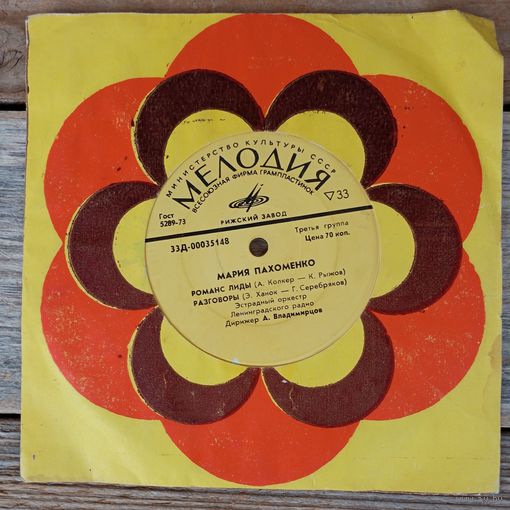 МИНИСТЕРСТВО КУЛЬТУРЫ СССР
МЕЛОДИЯ
ВСЕСОЮЗНАЯ ФИРМА ГРАМПЛАСТИНОК
Гост
5289-73
▽33
РИЖСКИЙ ЗАВОД
33Д-00035148
Третья группа
Цена 70 коп.
МАРИЯ ПАХОМЕНКО
РОМАНС ЛИДЫ (А. Колкер — К. Рыжов)
РАЗГОВОРЫ (Э. Ханок — Г. Серебряков)
Эстрадный оркестр
Ленинградского радио
Дирижер А. Владимирцов